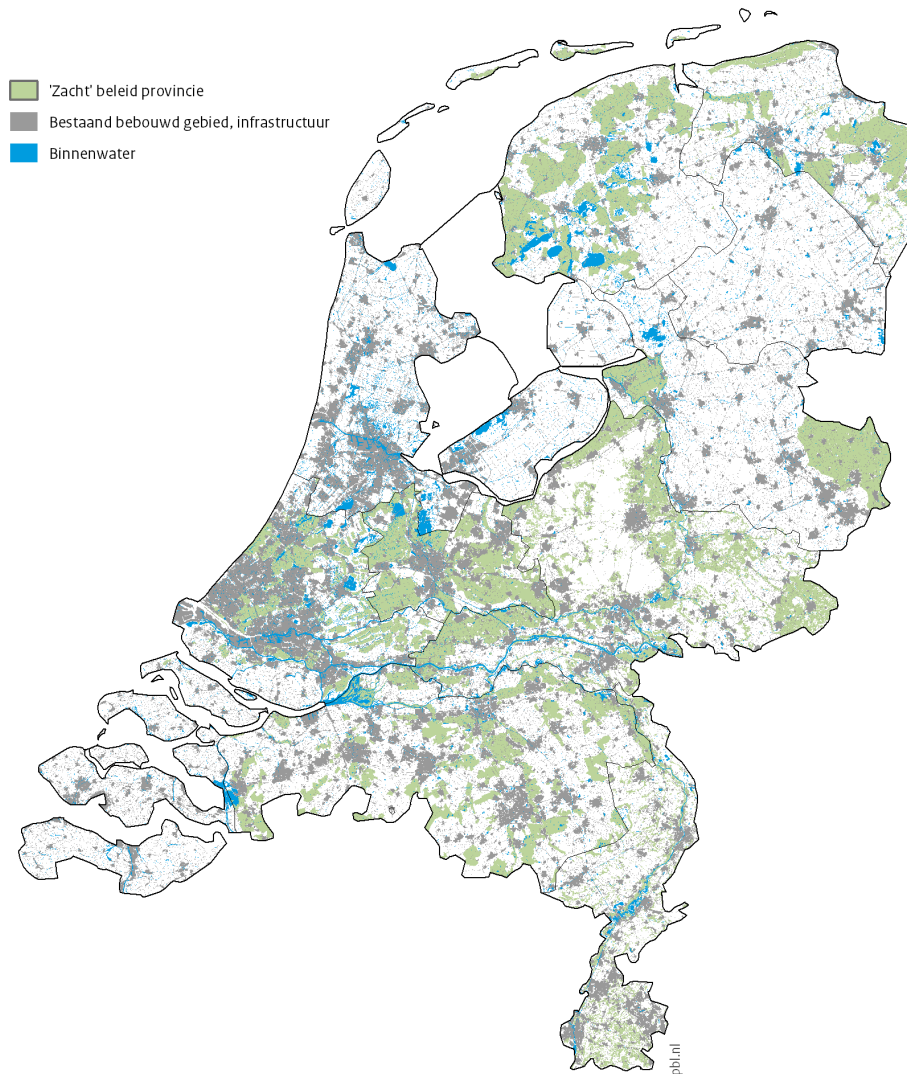 'Zacht' beleid provincie
Bestaand bebouwd gebied, infrastructuur
Binnenwater
pbl.nl